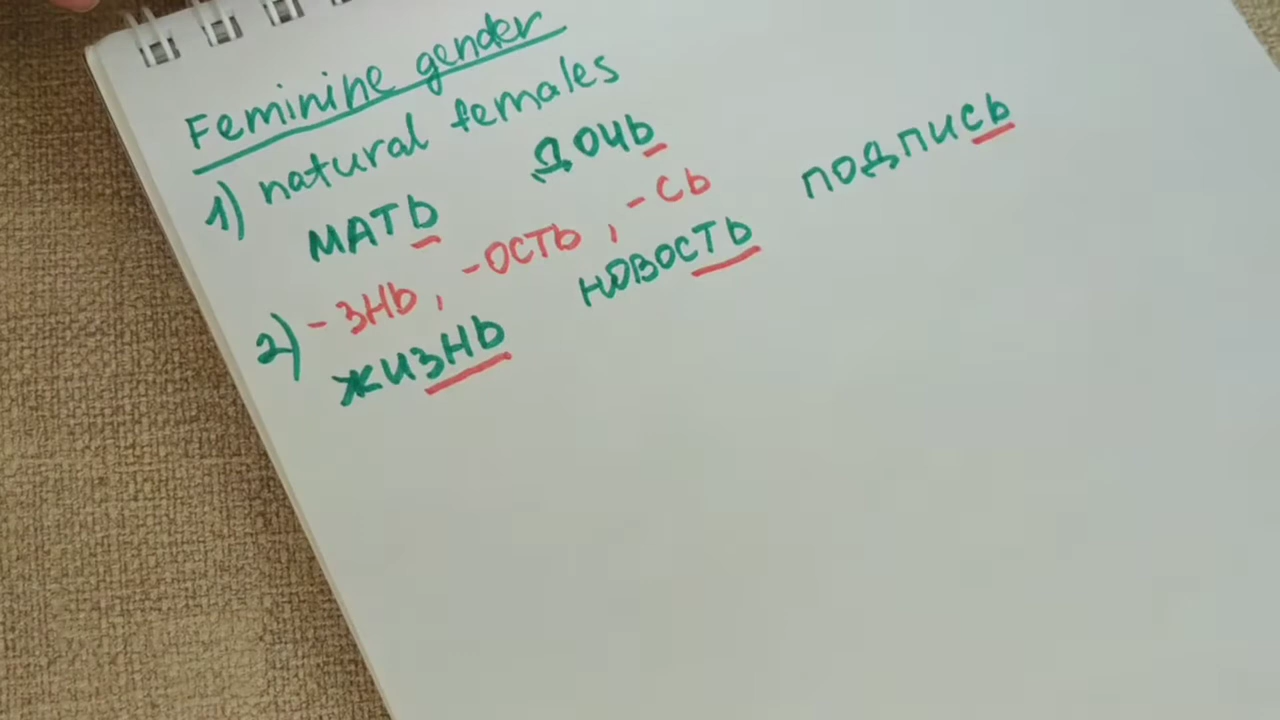 Feminine gender
1) natural females
мать дочь
2) -знь, -ость, -сь
жизнь новость подпись